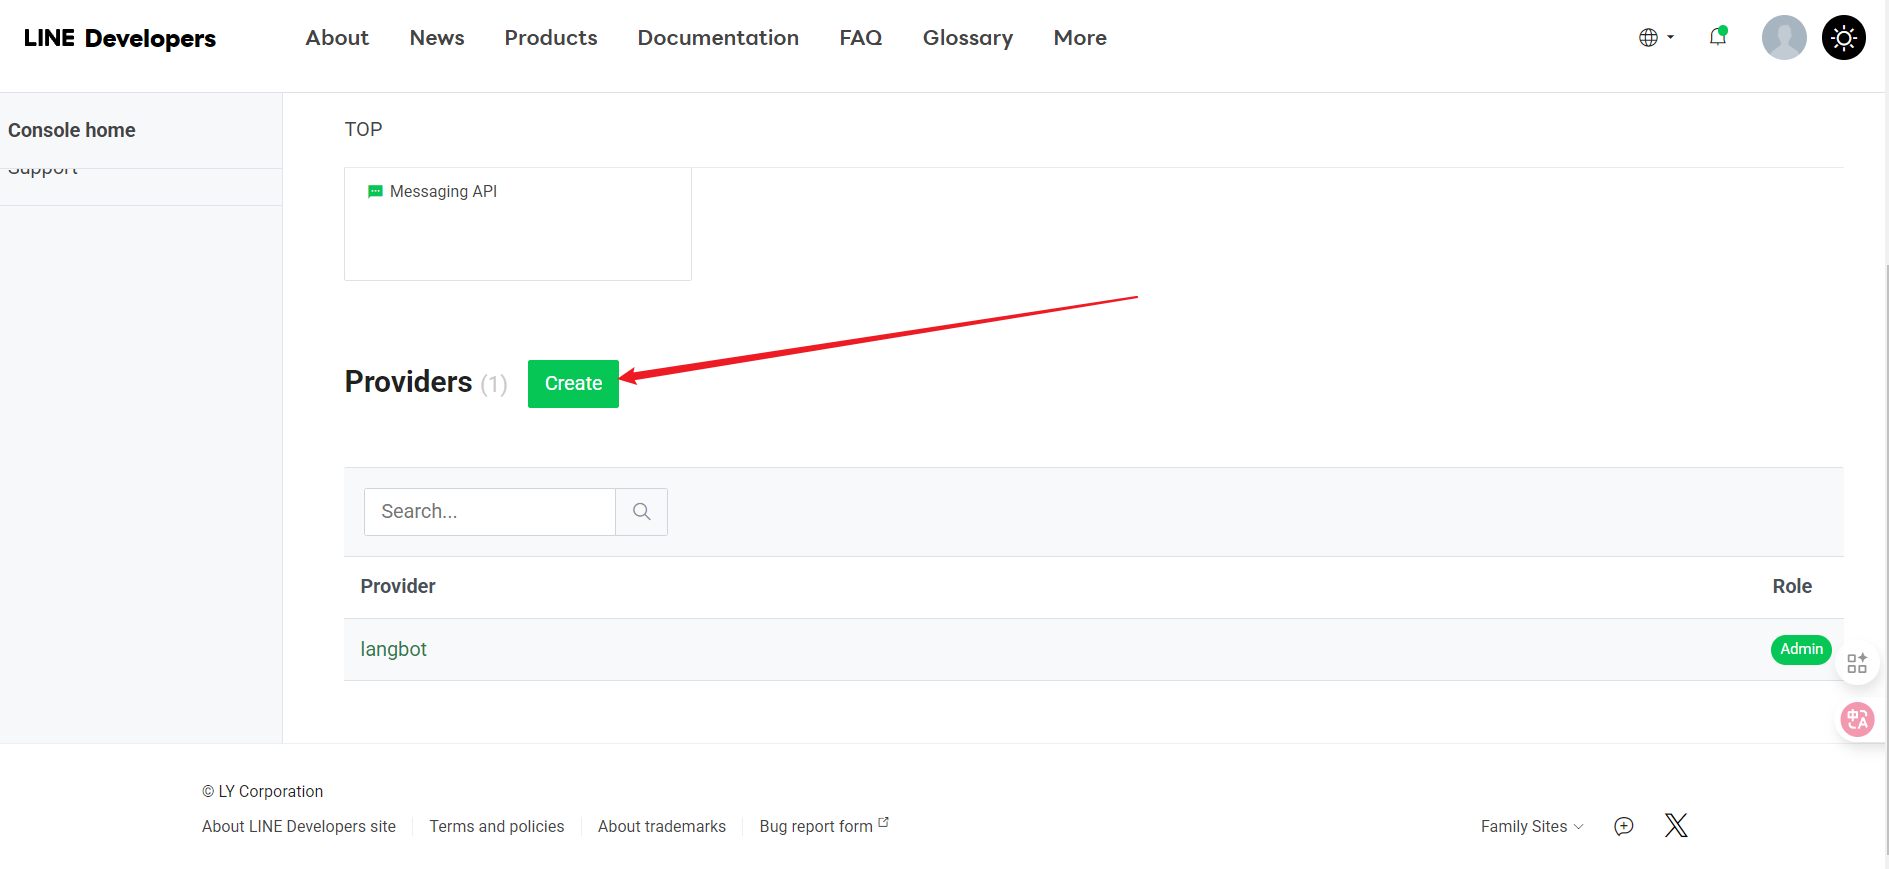 LINE Developers
About News Products Documentation FAQ Glossary More
Console home
Support
TOP
Messaging API
Providers (1) Create
Search...
Provider Role
langbot Admin
© LY Corporation
About LINE Developers site Terms and policies About trademarks Bug report form Family Sites